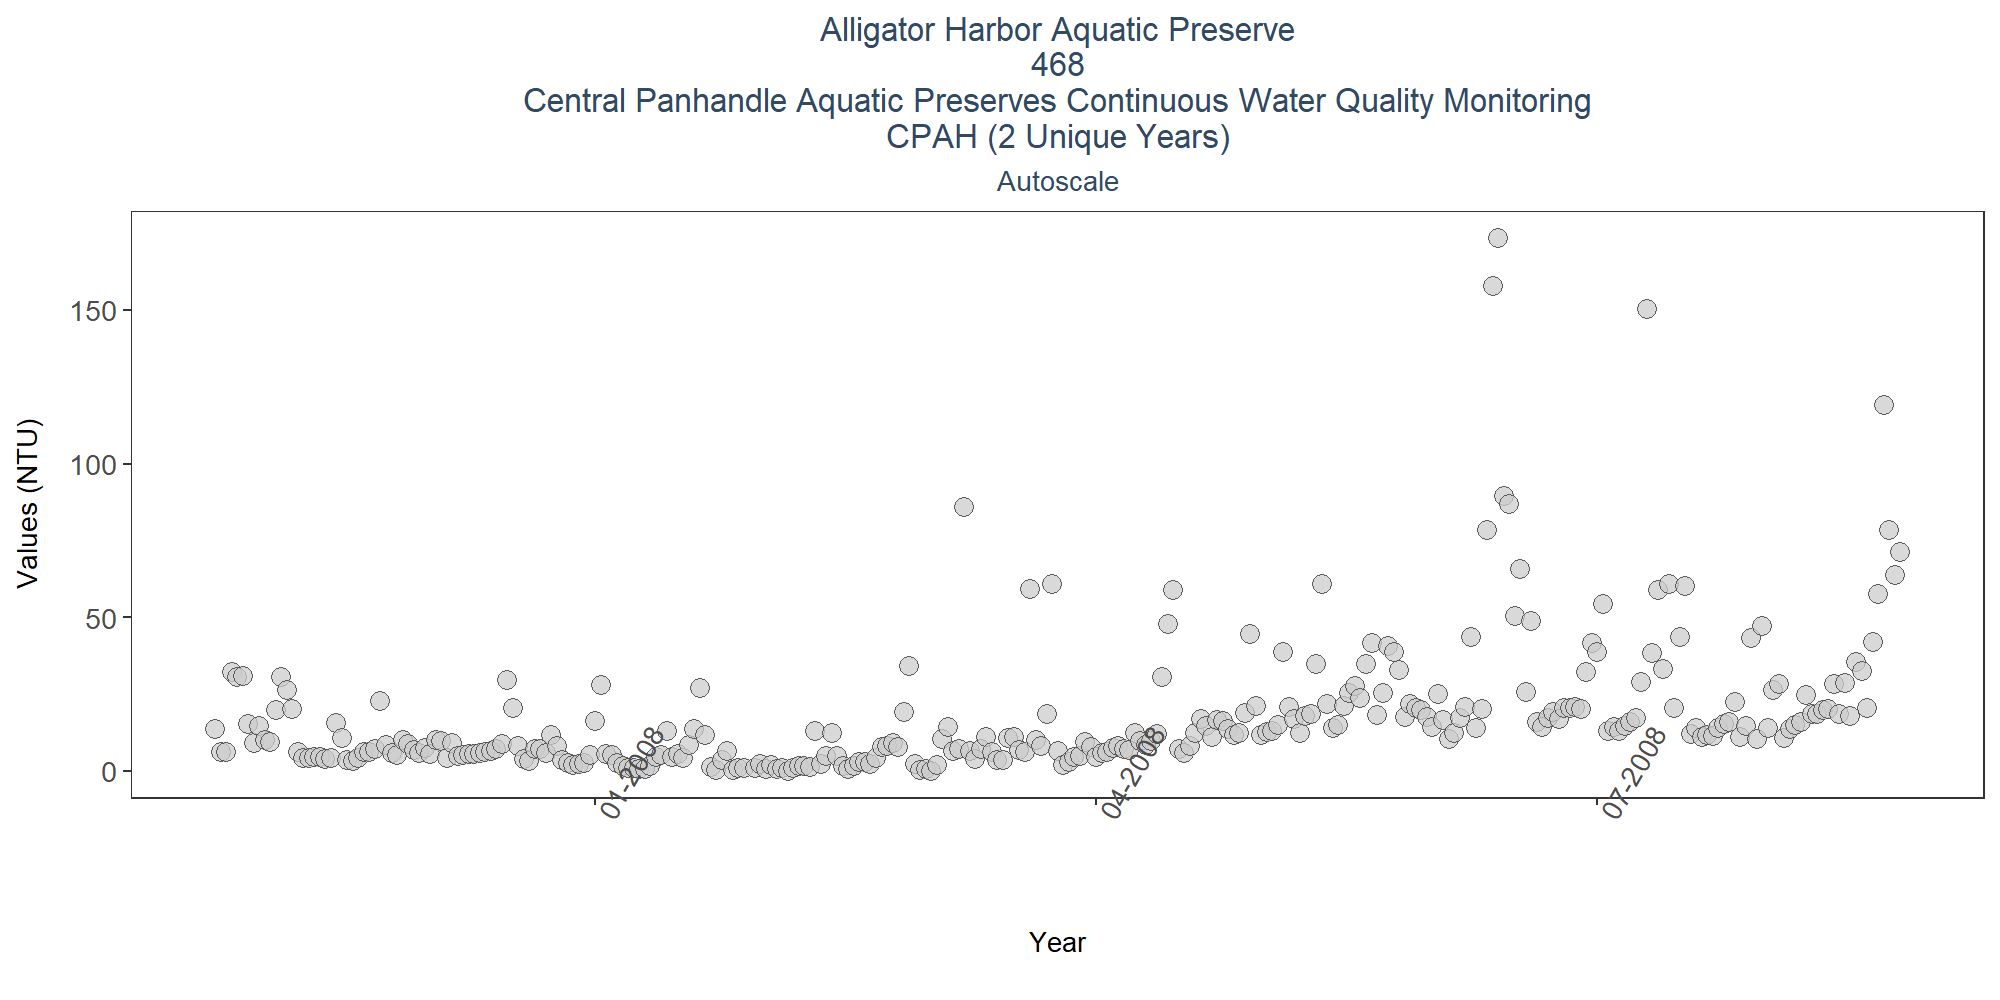 Alligator Harbor Aquatic Preserve
468
Central Panhandle Aquatic Preserves Continuous Water Quality Monitoring
CPAH (2 Unique Years)
Autoscale
Values (NTU)
150
100
50
0
01-2008
04-2008
07-2008
Year